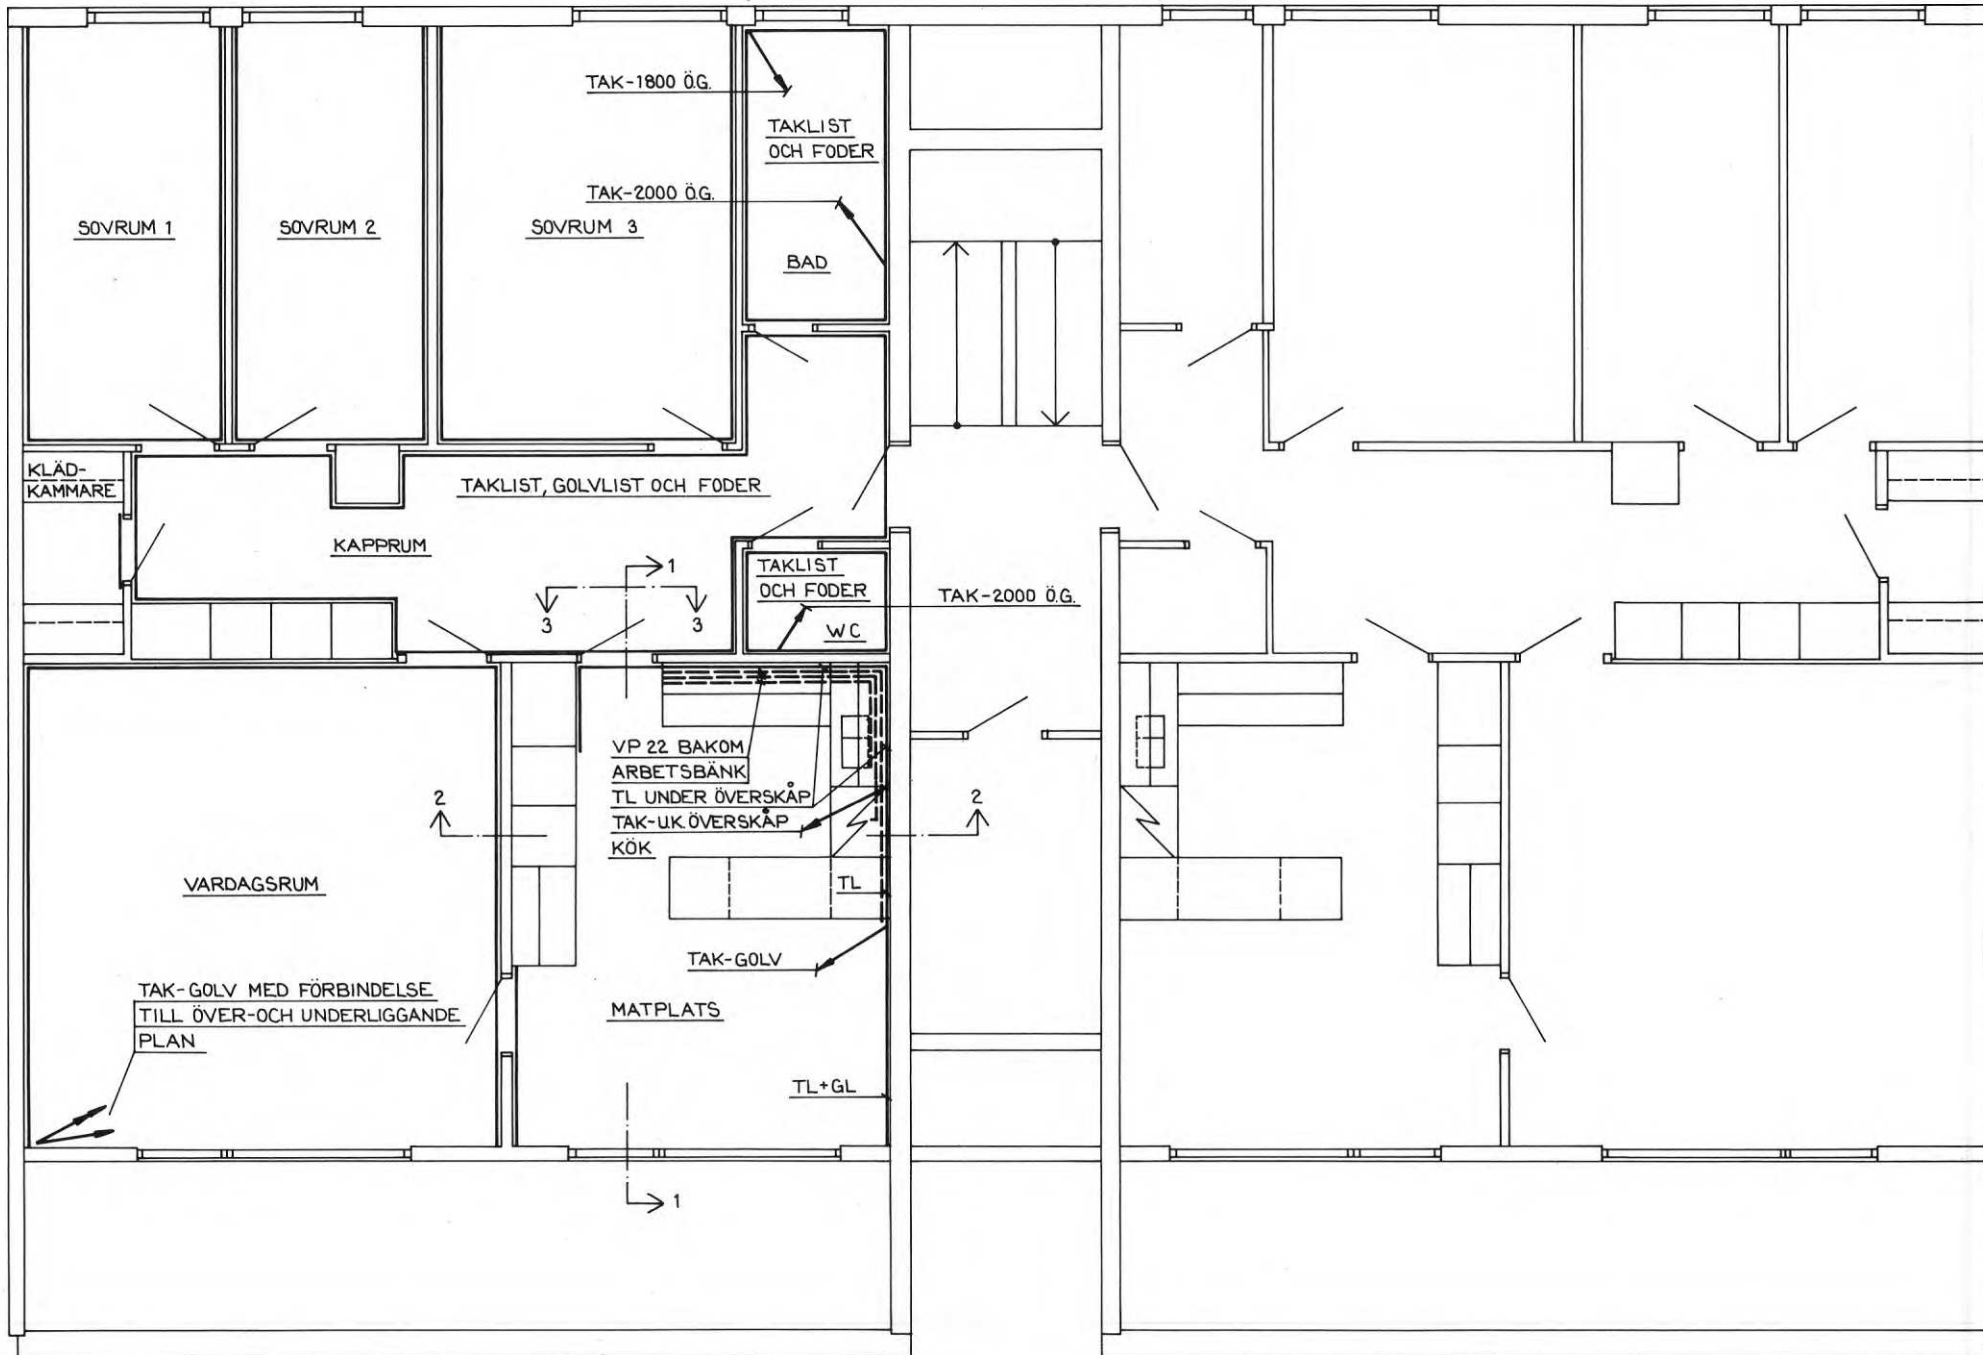 TAK-1800 Ö.G.
TAKLIST
OCH FODER
TAK-2000 Ö.G.
SOVRUM 1
SOVRUM 2
SOVRUM 3
BAD
KLÄD-
KAMMARE
TAKLIST, GOLVLIST OCH FODER
KAPPRUM
1
3
3
TAKLIST
OCH FODER
TAK-2000 Ö.G.
WC
VP 22 BAKOM
ARBETSBÄNK
TL UNDER ÖVERSKÅP
TAK-U.K. ÖVERSKÅP
KÖK
2
2
VARDAGSRUM
TL
TAK-GOLV
TAK-GOLV MED FÖRBINDELSE
TILL ÖVER-OCH UNDERLIGGANDE
PLAN
MATPLATS
TL+GL
1